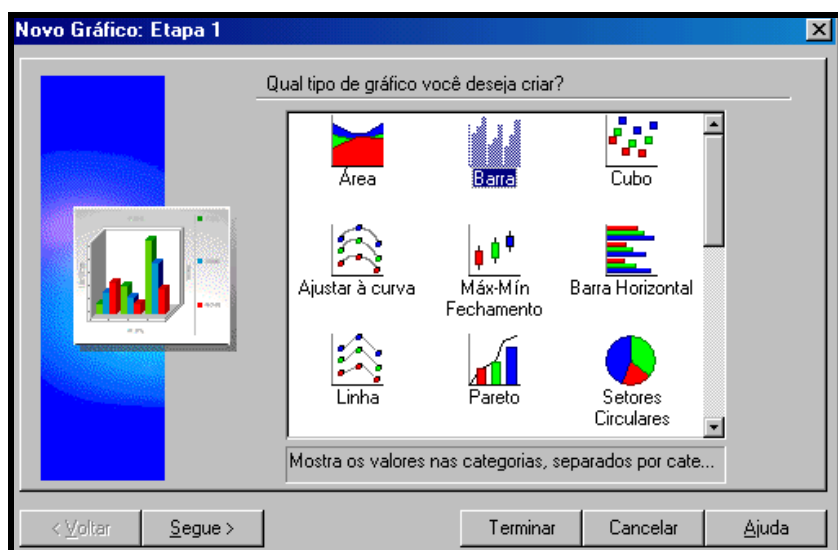 Novo Gráfico: Etapa 1
Qual tipo de gráfico você deseja criar?
Área
Barra
Cubo
Ajustar à curva
Máx-Mín
Fechamento
Barra Horizontal
Linha
Pareto
Setores
Circulares
Mostra os valores nas categorias, separados por cate...
< Voltar
Segue >
Terminar
Cancelar
Ajuda